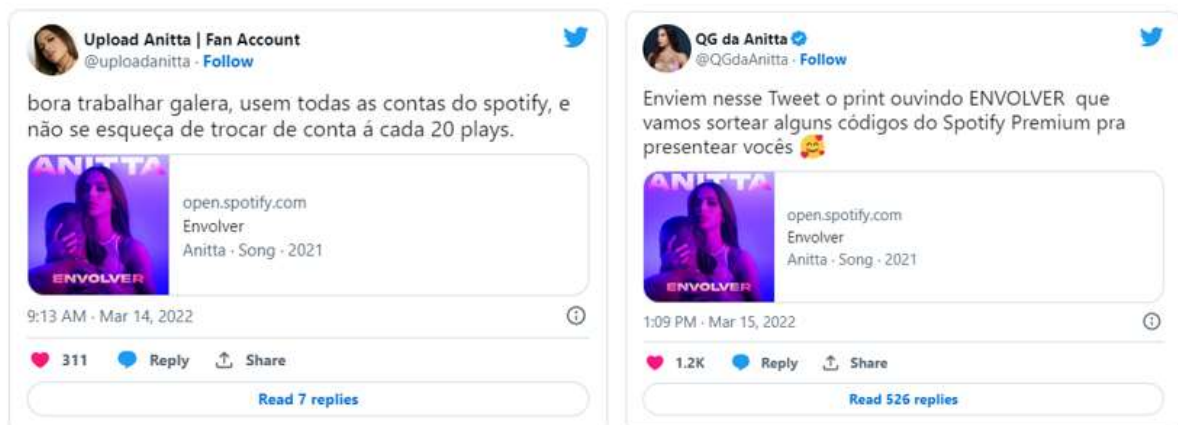 Upload Anitta | Fan Account
@uploadanitta · Follow
bora trabalhar galera, usem todas as contas do spotify, e
não se esqueça de trocar de conta á cada 20 plays.
ANITTA
ENVOLVER
open.spotify.com
Envolver
Anitta · Song · 2021
9:13 AM · Mar 14, 2022
311 Reply Share
Read 7 replies
QG da Anitta
@QGdaAnitta · Follow
Enviem nesse Tweet o print ouvindo ENVOLVER que
vamos sortear alguns códigos do Spotify Premium pra
presentear vocês 🥰
ANITTA
ENVOLVER
open.spotify.com
Envolver
Anitta · Song · 2021
1:09 PM · Mar 15, 2022
1.2K Reply Share
Read 526 replies